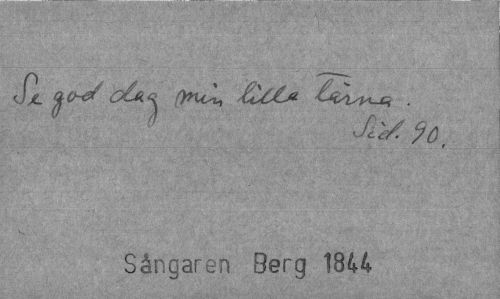 Se god dag min lilla tärna.
Sid. 90.
Sångaren Berg 1844